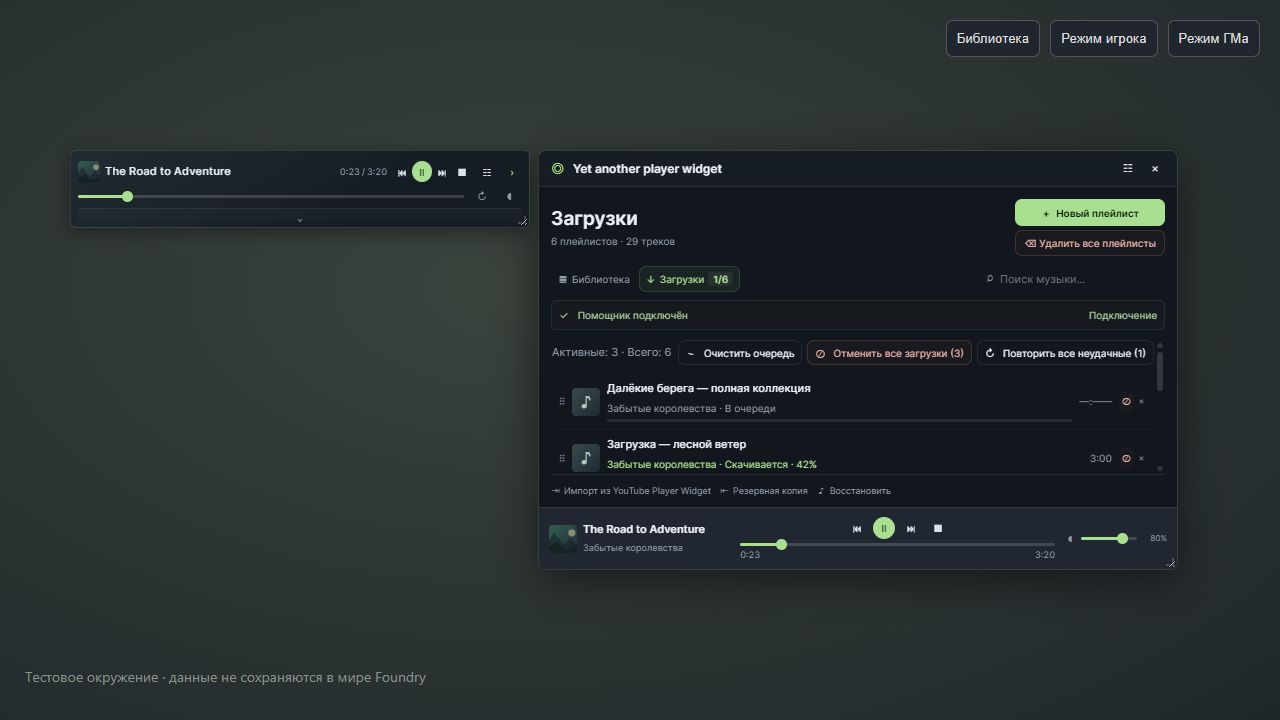 Библиотека
Режим игрока
Режим ГМа
The Road to Adventure
0:23 / 3:20
Yet another player widget
Загрузки
6 плейлистов · 29 треков
+ Новый плейлист
Удалить все плейлисты
Библиотека
Загрузки 1/6
Поиск музыки...
Помощник подключён
Подключение
Активные: 3 · Всего: 6
Очистить очередь
Отменить все загрузки (3)
Повторить все неудачные (1)
Далёкие берега — полная коллекция
Забытые королевства · В очереди
—:——
Загрузка — лесной ветер
Забытые королевства · Скачивается · 42%
3:00
Импорт из YouTube Player Widget
Резервная копия
Восстановить
The Road to Adventure
Забытые королевства
0:23
3:20
80%
Тестовое окружение · данные не сохраняются в мире Foundry